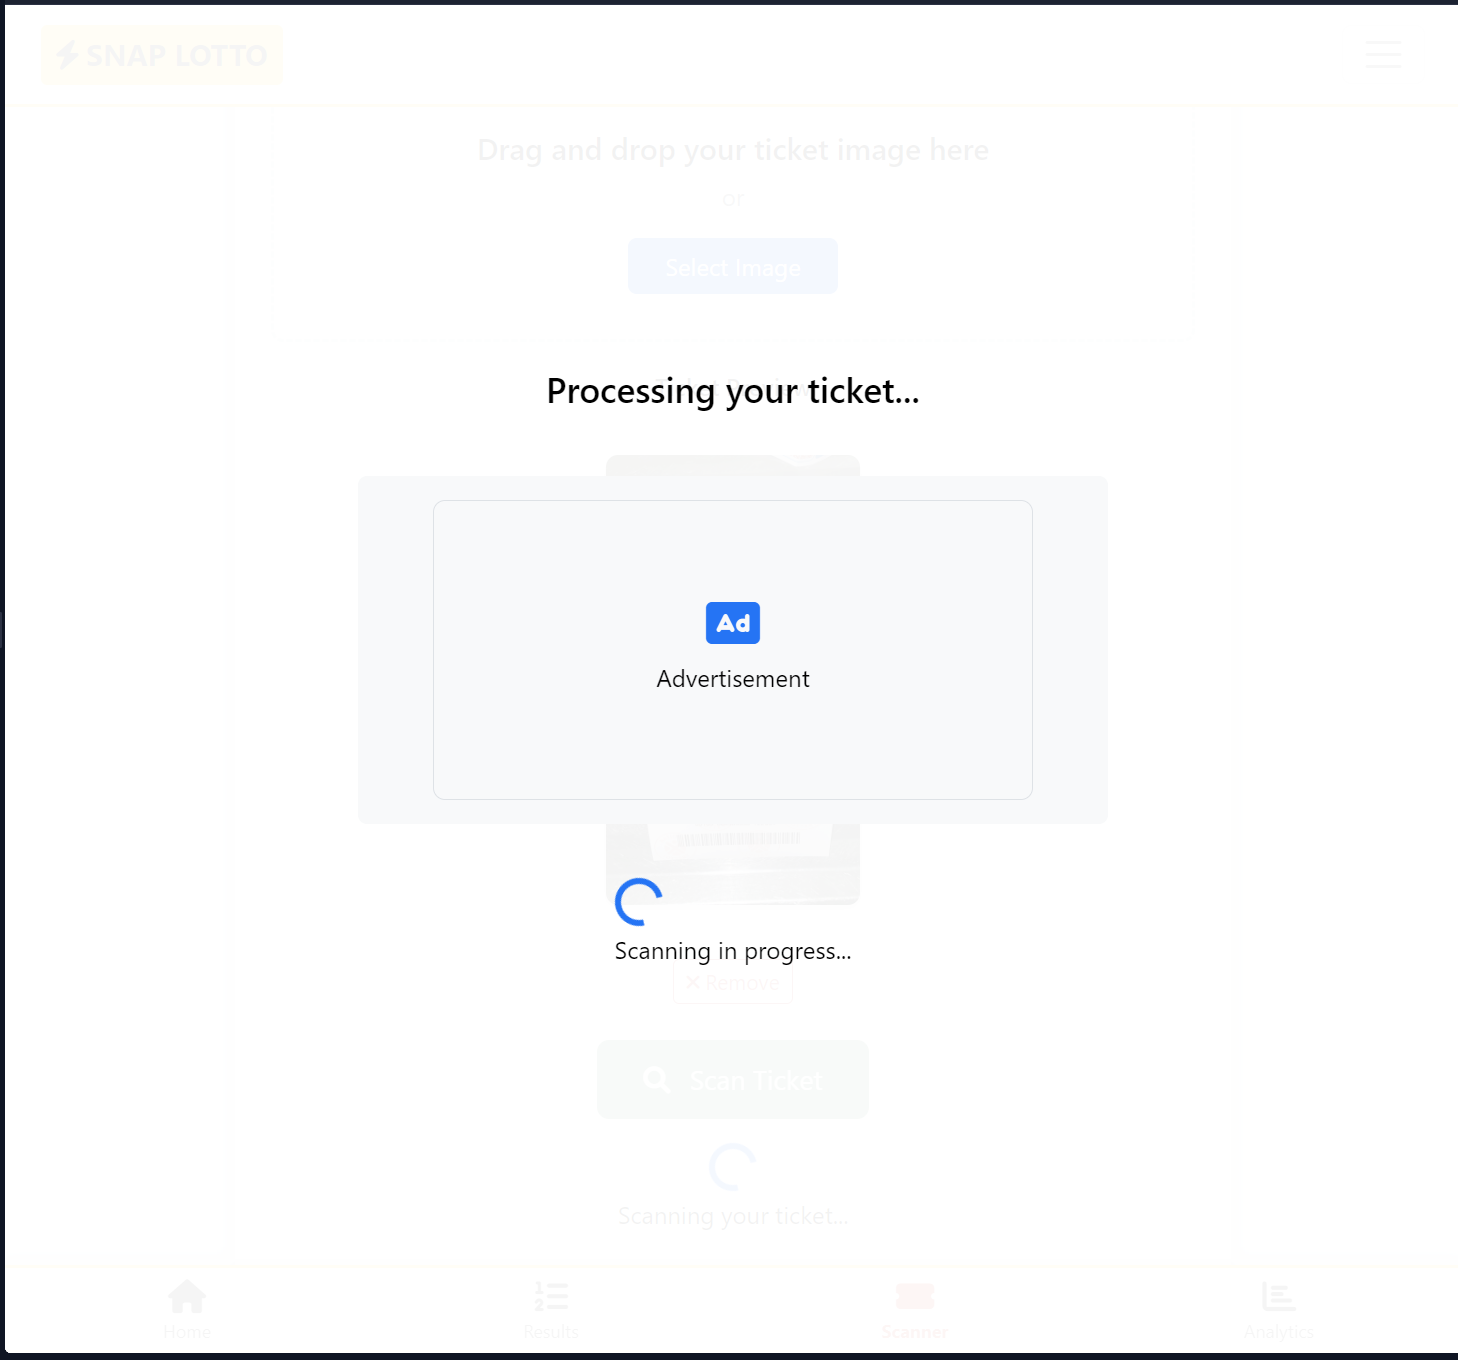 SNAP LOTTO
Drag and drop your ticket image here
or
Select Image
Processing your ticket...
Ad
Advertisement
Scanning in progress...
Remove
Scan Ticket
Scanning your ticket...
Home
Results
Scanner
Analytics